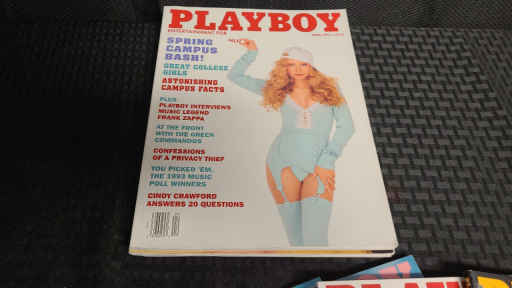 PLAYBOY
ENTERTAINMENT FOR
SPRING
CAMPUS
BASH!
GREAT COLLEGE
GIRLS
ASTONISHING
CAMPUS FACTS
PLUS
PLAYBOY INTERVIEWS
MUSIC LEGEND
FRANK ZAPPA
AT THE FRONT
WITH THE GREEN
COMMANDOS
CONFESSIONS
OF A PRIVACY THIEF
YOU PICKED 'EM,
THE 1993 MUSIC
POLL WINNERS
CINDY CRAWFORD
ANSWERS 20 QUESTIONS